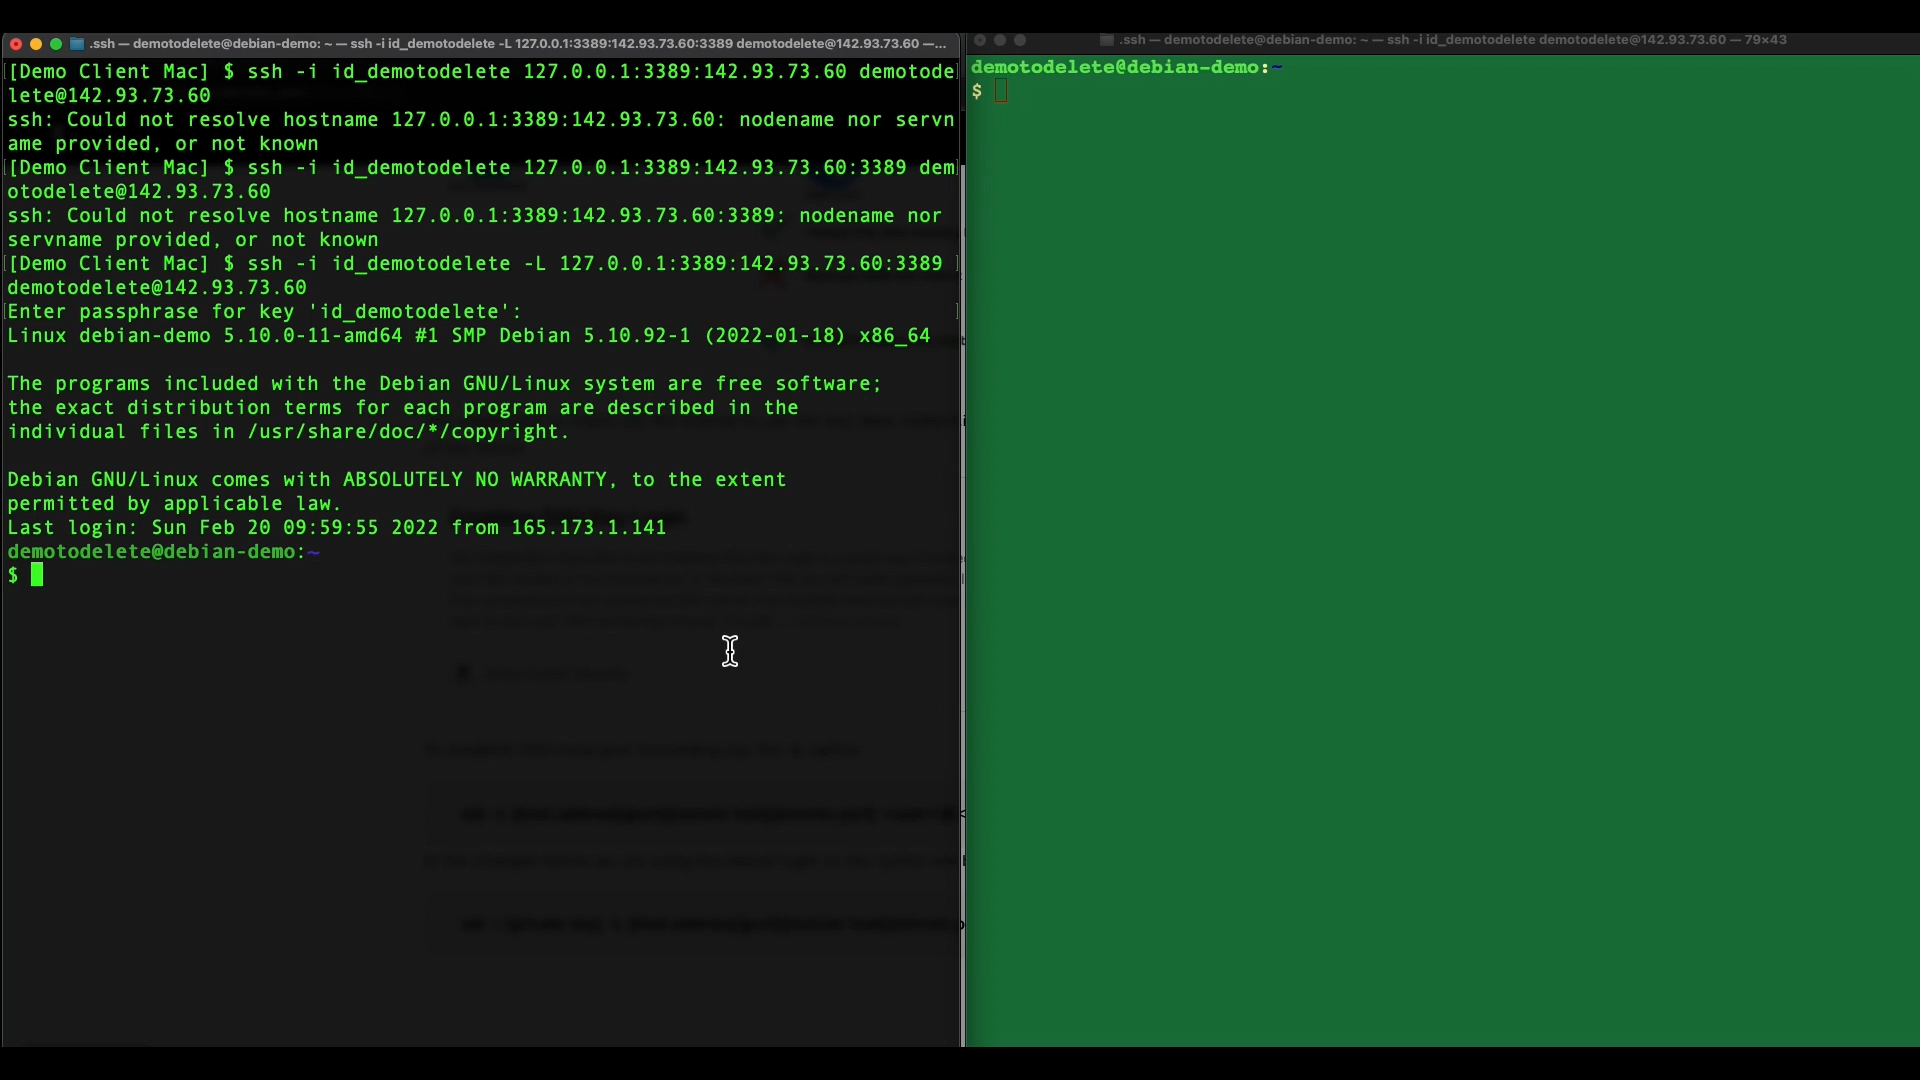 .ssh — demotodelete@debian-demo: ~ — ssh -i id_demotodelete -L 127.0.0.1:3389:142.93.73.60:3389 demotodelete@142.93.73.60 —...
[Demo Client Mac] $ ssh -i id_demotodelete 127.0.0.1:3389:142.93.73.60 demotode
lete@142.93.73.60
ssh: Could not resolve hostname 127.0.0.1:3389:142.93.73.60: nodename nor servn
ame provided, or not known
[Demo Client Mac] $ ssh -i id_demotodelete 127.0.0.1:3389:142.93.73.60:3389 dem
otodelete@142.93.73.60
ssh: Could not resolve hostname 127.0.0.1:3389:142.93.73.60:3389: nodename nor
servname provided, or not known
[Demo Client Mac] $ ssh -i id_demotodelete -L 127.0.0.1:3389:142.93.73.60:3389
demotodelete@142.93.73.60
Enter passphrase for key 'id_demotodelete':
Linux debian-demo 5.10.0-11-amd64 #1 SMP Debian 5.10.92-1 (2022-01-18) x86_64
The programs included with the Debian GNU/Linux system are free software;
the exact distribution terms for each program are described in the
individual files in /usr/share/doc/*/copyright.
Debian GNU/Linux comes with ABSOLUTELY NO WARRANTY, to the extent
permitted by applicable law.
Last login: Sun Feb 20 09:59:55 2022 from 165.173.1.141
demotodelete@debian-demo:~
$
.ssh — demotodelete@debian-demo: ~ — ssh -i id_demotodelete demotodelete@142.93.73.60 — 79×43
demotodelete@debian-demo:~
$